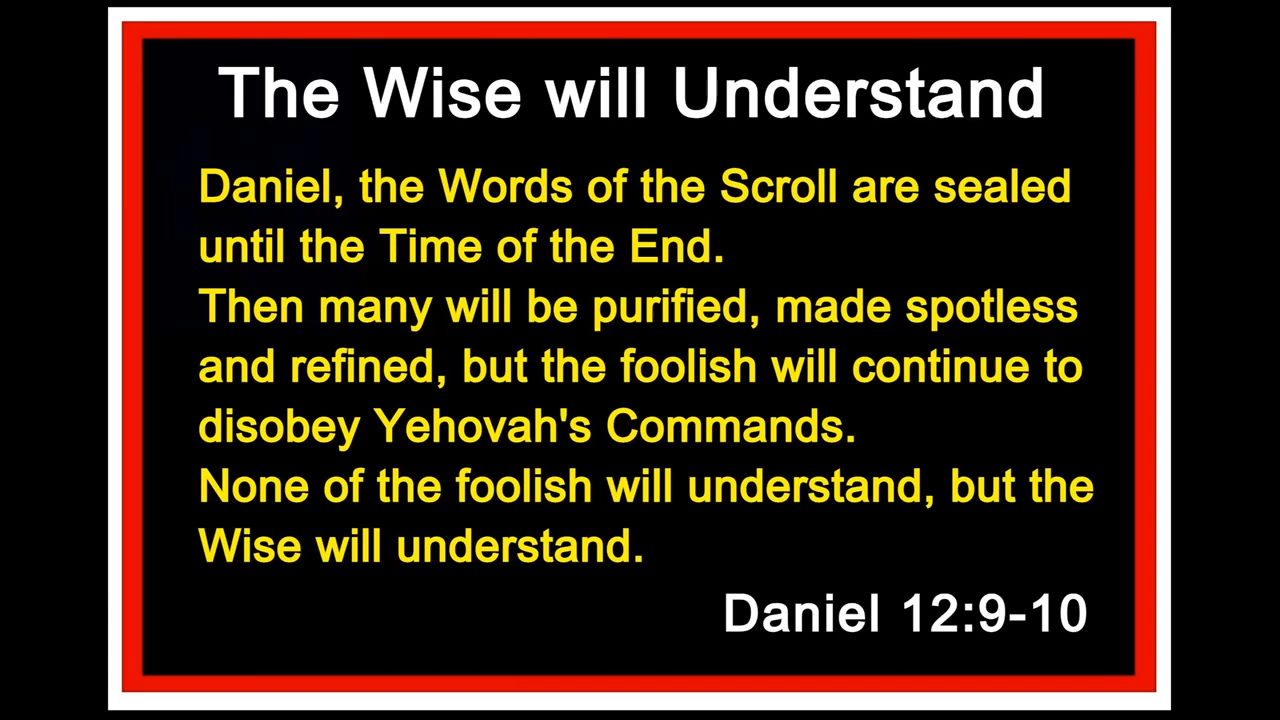 The Wise will Understand
Daniel, the Words of the Scroll are sealed
until the Time of the End.
Then many will be purified, made spotless
and refined, but the foolish will continue to
disobey Yehovah's Commands.
None of the foolish will understand, but the
Wise will understand.
Daniel 12:9-10